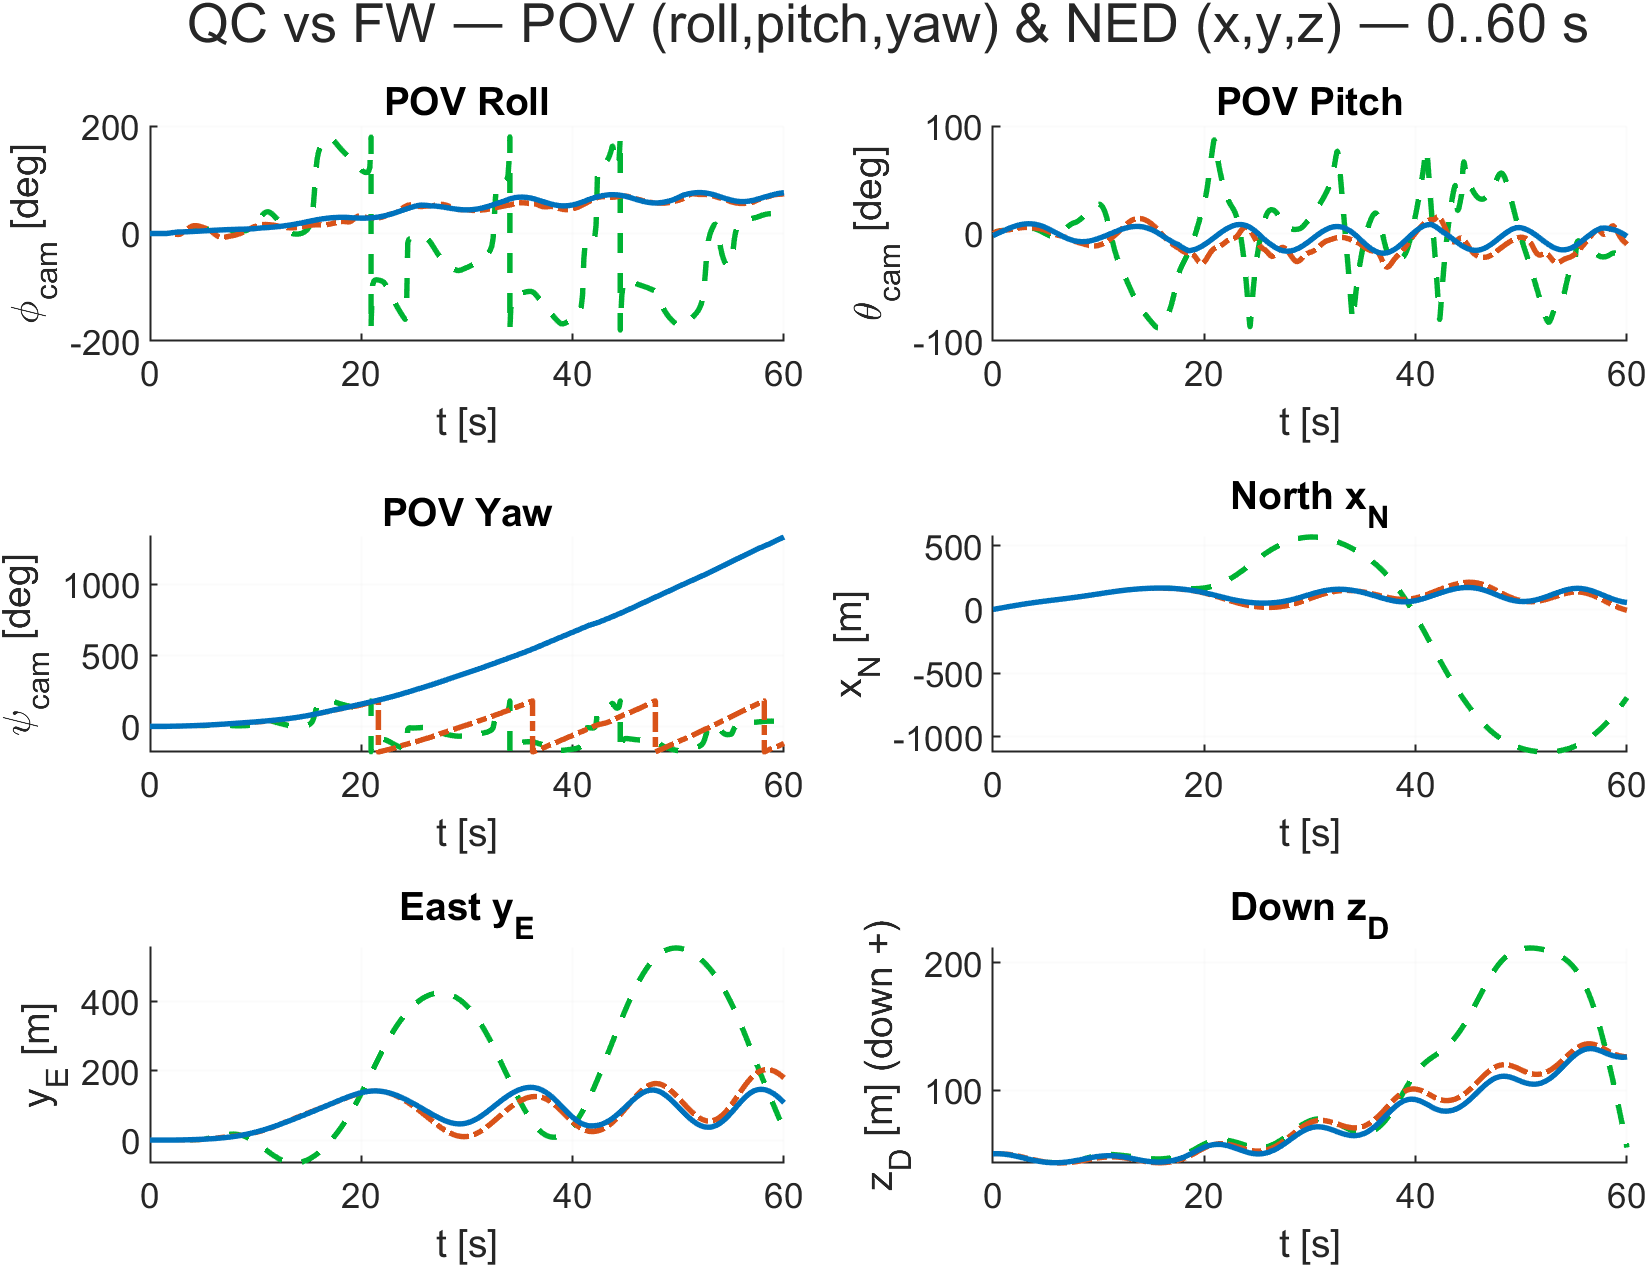 QC vs FW — POV (roll,pitch,yaw) & NED (x,y,z) — 0..60 s
POV Roll
ϕcam [deg]
200
0
-200
0 20 40 60
t [s]
POV Pitch
θcam [deg]
100
0
-100
0 20 40 60
t [s]
POV Yaw
ψcam [deg]
1000
500
0
0 20 40 60
t [s]
North xN
xN [m]
500
0
-500
-1000
0 20 40 60
t [s]
East yE
yE [m]
400
200
0
0 20 40 60
t [s]
Down zD
zD [m] (down +)
200
100
0 20 40 60
t [s]